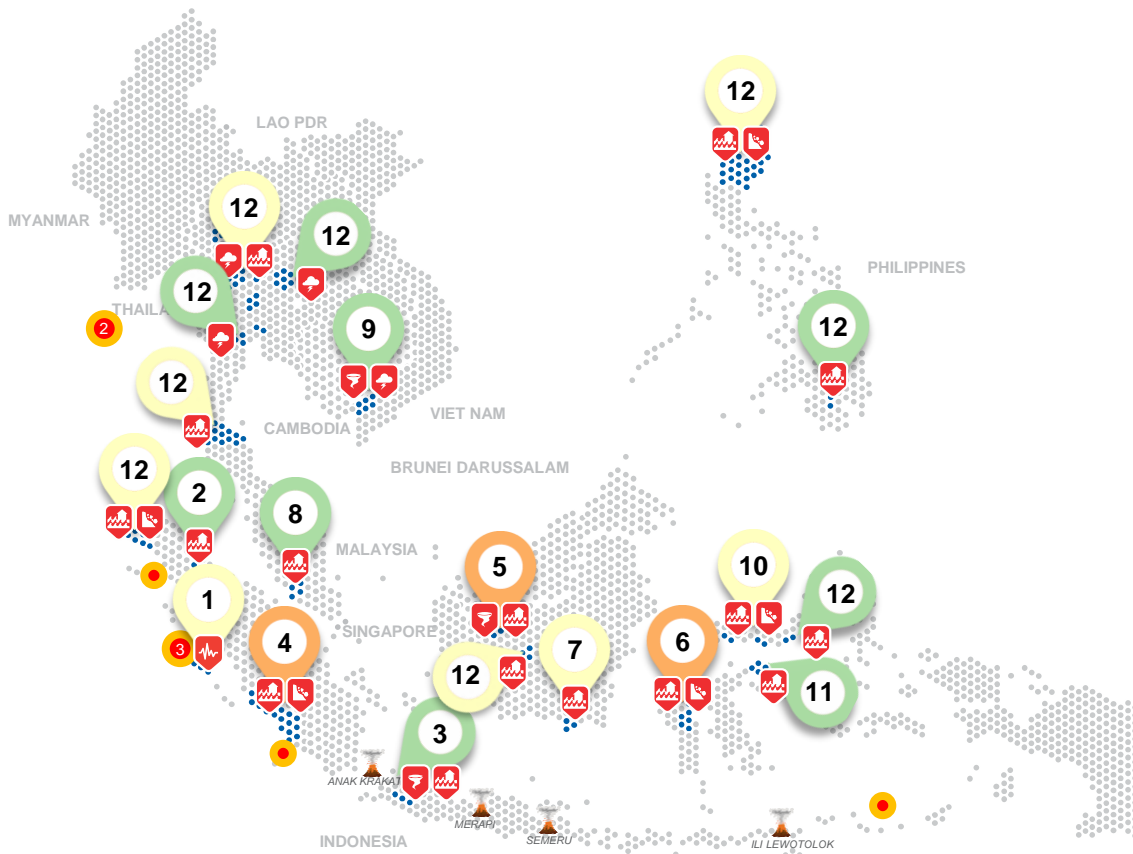 12
LAO PDR
12
MYANMAR
12
PHILIPPINES
12
THAILA
2
9
12
12
VIET NAM
CAMBODIA
BRUNEI DARUSSALAM
12
2
8
MALAYSIA
5
10
12
1
SINGAPORE
3
4
6
7
12
11
3
ANAK KRAKAT
MERAPI
SEMERU
INDONESIA
ILI LEWOTOLOK